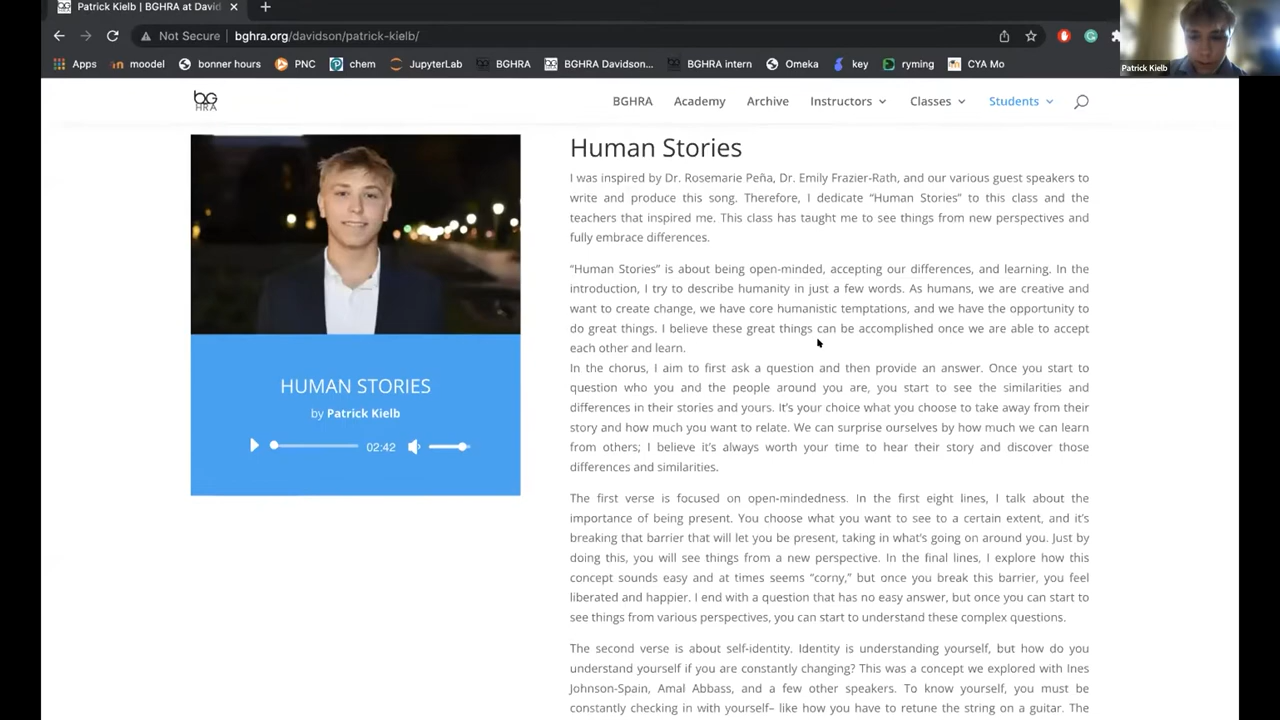 Patrick Kielb | BGHRA at David
Not Secure bghra.org/davidson/patrick-kielb/
Patrick Kielb
Apps moodel bonner hours PNC chem JupyterLab BGHRA BGHRA Davidson... BGHRA intern Omeka key ryming CYA Mo
bg
HRA
BGHRA Academy Archive Instructors Classes Students
Human Stories
I was inspired by Dr. Rosemarie Peña, Dr. Emily Frazier-Rath, and our various guest speakers to
write and produce this song. Therefore, I dedicate “Human Stories” to this class and the
teachers that inspired me. This class has taught me to see things from new perspectives and
fully embrace differences.
“Human Stories” is about being open-minded, accepting our differences, and learning. In the
introduction, I try to describe humanity in just a few words. As humans, we are creative and
want to create change, we have core humanistic temptations, and we have the opportunity to
do great things. I believe these great things can be accomplished once we are able to accept
each other and learn.
In the chorus, I aim to first ask a question and then provide an answer. Once you start to
question who you and the people around you are, you start to see the similarities and
differences in their stories and yours. It’s your choice what you choose to take away from their
story and how much you want to relate. We can surprise ourselves by how much we can learn
from others; I believe it’s always worth your time to hear their story and discover those
differences and similarities.
The first verse is focused on open-mindedness. In the first eight lines, I talk about the
importance of being present. You choose what you want to see to a certain extent, and it’s
breaking that barrier that will let you be present, taking in what’s going on around you. Just by
doing this, you will see things from a new perspective. In the final lines, I explore how this
concept sounds easy and at times seems “corny,” but once you break this barrier, you feel
liberated and happier. I end with a question that has no easy answer, but once you can start to
see things from various perspectives, you can start to understand these complex questions.
The second verse is about self-identity. Identity is understanding yourself, but how do you
understand yourself if you are constantly changing? This was a concept we explored with Ines
Johnson-Spain, Amal Abbass, and a few other speakers. To know yourself, you must be
constantly checking in with yourself– like how you have to retune the string on a guitar. The
HUMAN STORIES
by Patrick Kielb
02:42